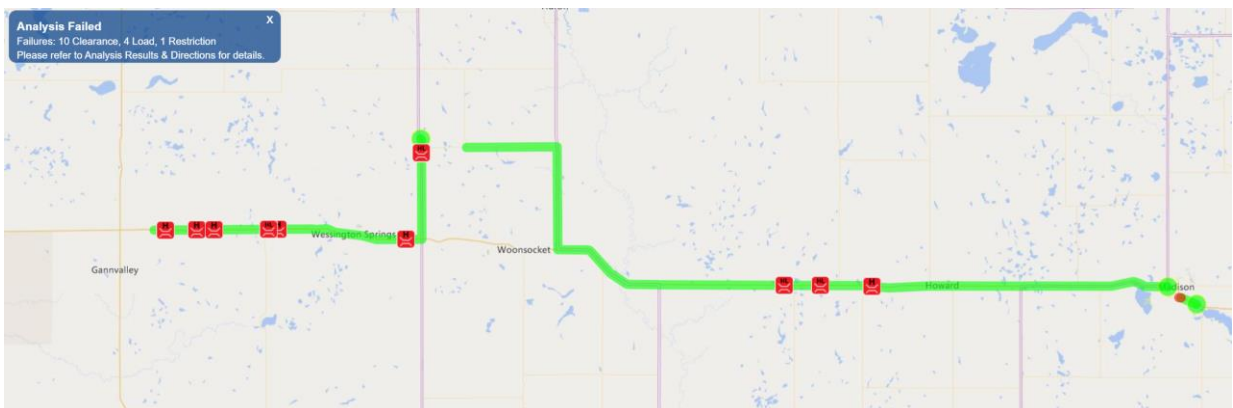 Analysis Failed X
Failures: 10 Clearance, 4 Load, 1 Restriction
Please refer to Analysis Results & Directions for details.
Wessington Springs
Woonsocket
Gannvalley
Howard